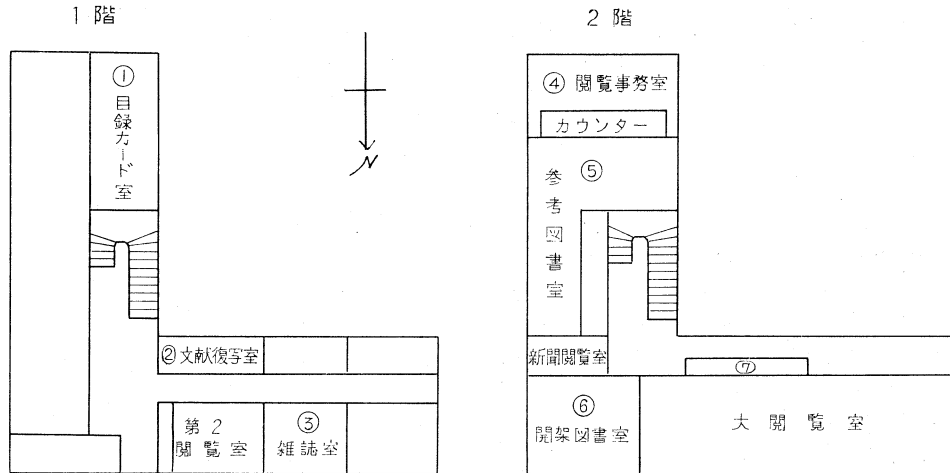 1階
2階
①
目録カード室
N
④ 閲覧事務室
カウンター
⑤
参考図書室
②文献復写室
新聞閲覧室
⑦
第2
閲覧室
③
雑誌室
⑥
開架図書室
大閲覧室